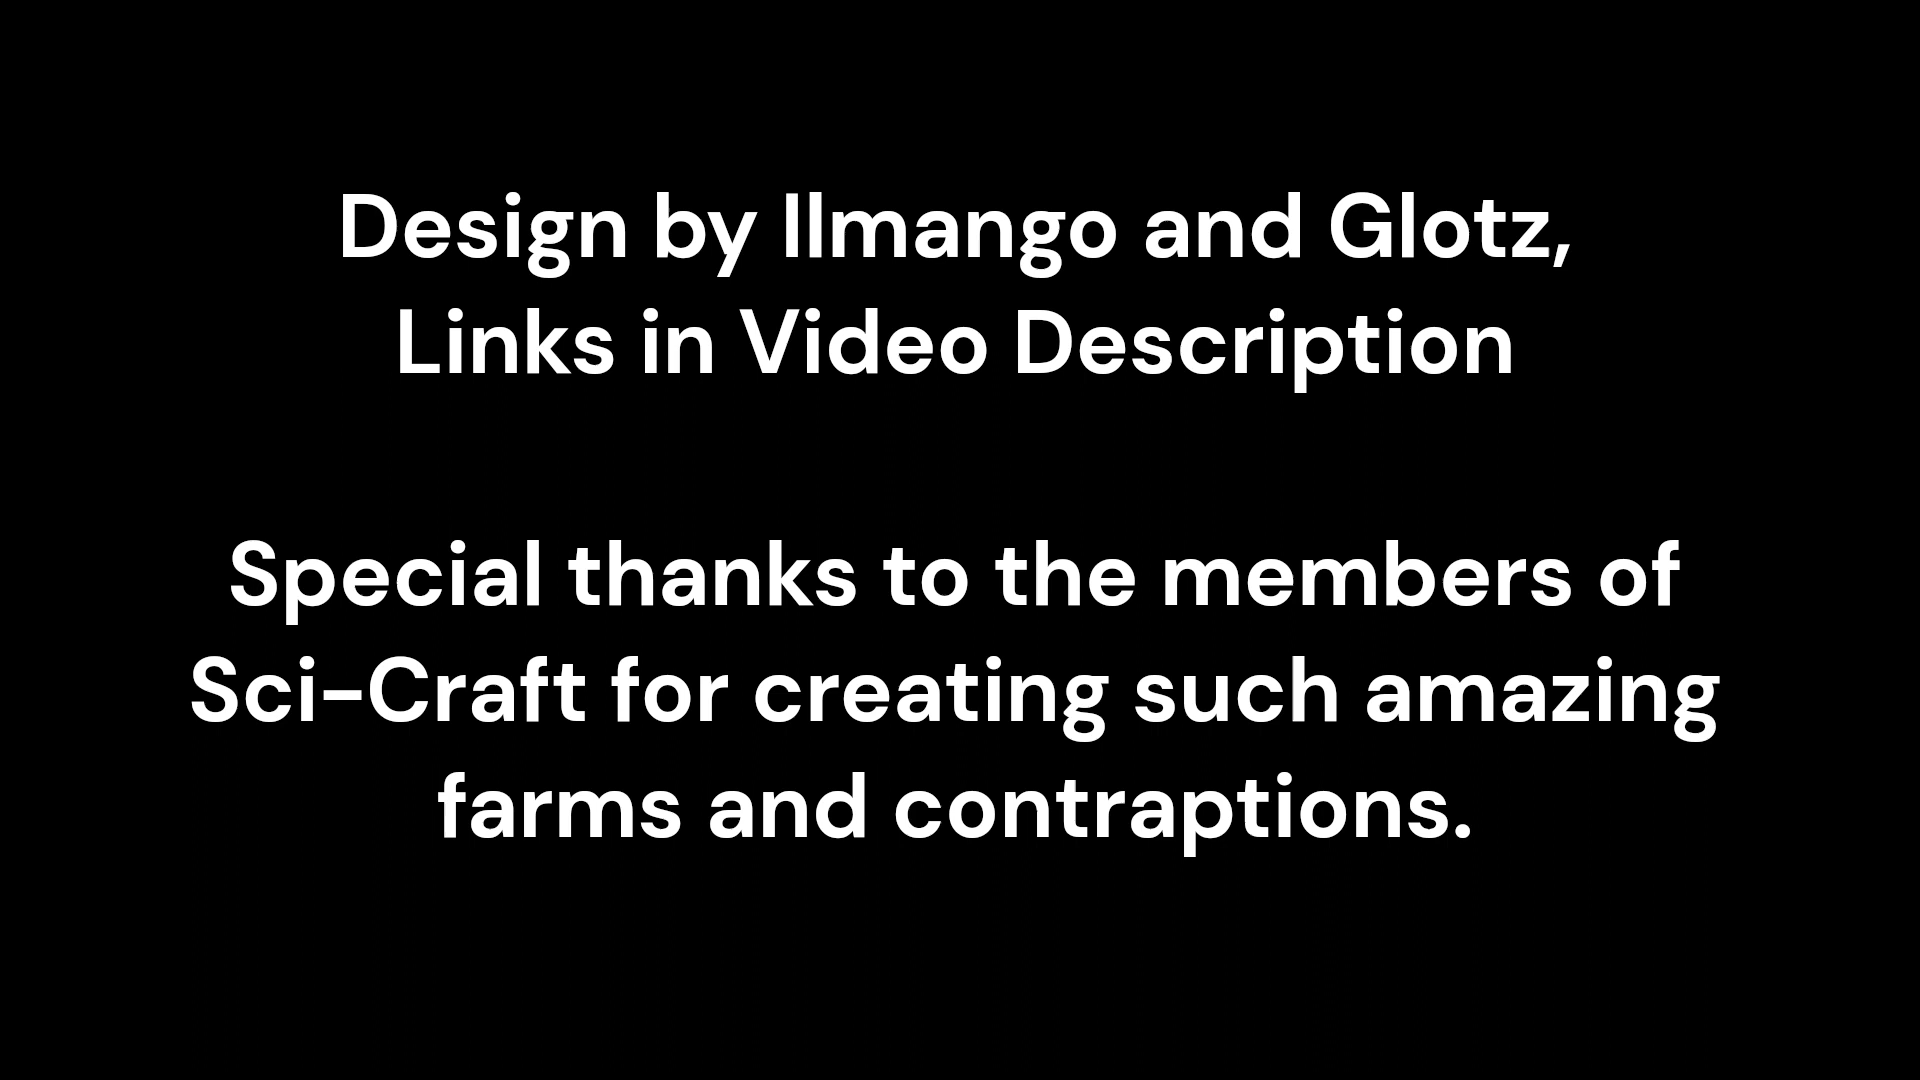 Design by Ilmango and Glotz,
Links in Video Description
Special thanks to the members of
Sci-Craft for creating such amazing
farms and contraptions.